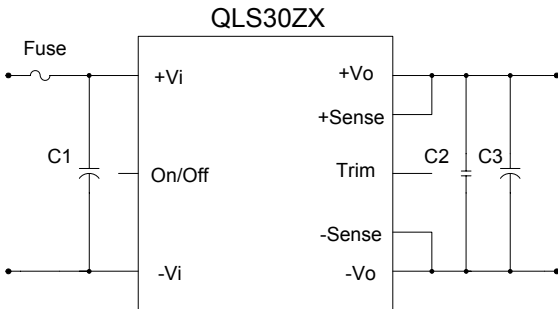 QLS30ZX
Fuse
+Vi
+Vo
+Sense
C1
On/Off
Trim
C2
C3
-Sense
-Vi
-Vo